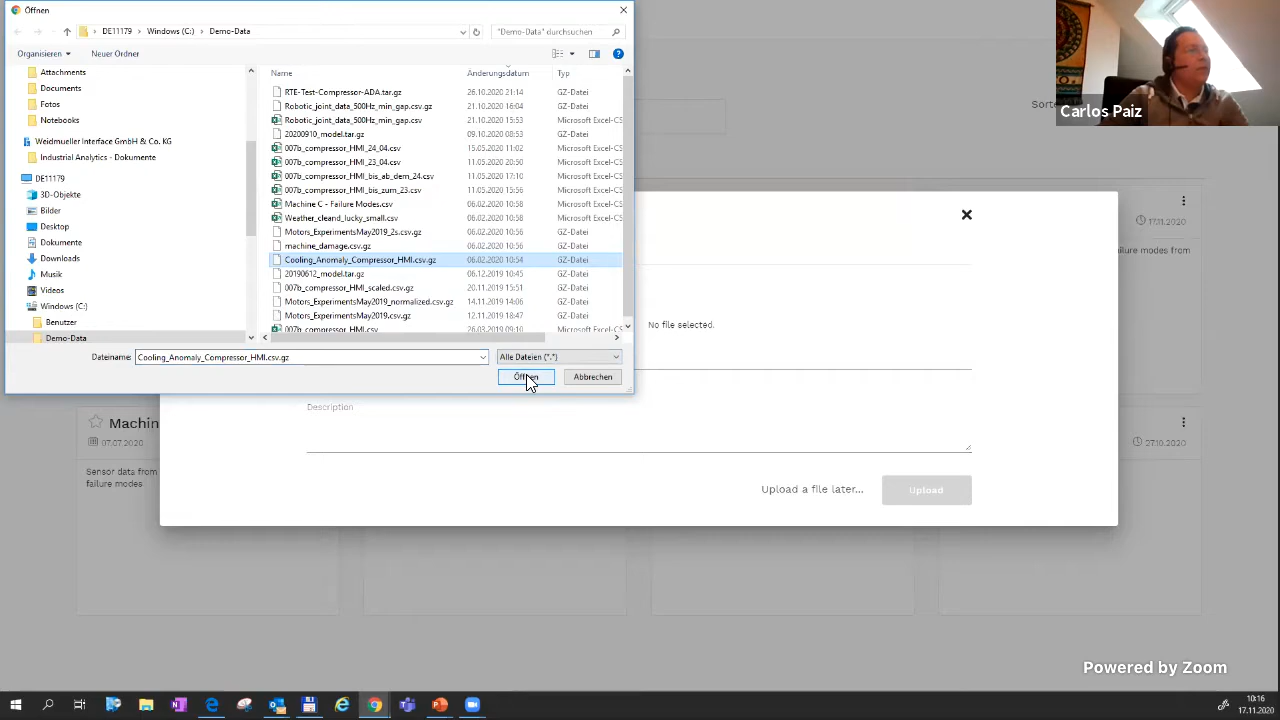 Öffnen
DE11179
Windows (C:)
Demo-Data
"Demo-Data" durchsuchen
Organisieren
Neuer Ordner
Attachments
Documents
Fotos
Notebooks
Weidmueller Interface GmbH & Co. KG
Industrial Analytics - Dokumente
DE11179
3D-Objekte
Bilder
Desktop
Dokumente
Downloads
Musik
Videos
Windows (C:)
Benutzer
Demo-Data
Name Änderungsdatum Typ
RTE-Test-Compressor-ADA.tar.gz 26.10.2020 21:14 GZ-Datei
Robotic_joint_data_500Hz_min_gap.csv.gz 21.10.2020 16:04 GZ-Datei
Robotic_joint_data_500Hz_min_gap.csv 21.10.2020 15:53 Microsoft Excel-CS
20200910_model.tar.gz 09.10.2020 08:53 GZ-Datei
007b_compressor_HMI_24_04.csv 15.05.2020 11:02 Microsoft Excel-CS
007b_compressor_HMI_23_04.csv 11.05.2020 20:50 Microsoft Excel-CS
007b_compressor_HMI_bis_ab_dem_24.csv 11.05.2020 17:10 Microsoft Excel-CS
007b_compressor_HMI_bis_zum_23.csv 11.05.2020 15:56 Microsoft Excel-CS
Machine C - Failure Modes.csv 06.02.2020 10:58 Microsoft Excel-CS
Weather_cleand_lucky_small.csv 06.02.2020 10:58 Microsoft Excel-CS
Motors_ExperimentsMay2019_2s.csv.gz 06.02.2020 10:56 GZ-Datei
machine_damage.csv.gz 06.02.2020 10:56 GZ-Datei
Cooling_Anomaly_Compressor_HMI.csv.gz 06.02.2020 10:54 GZ-Datei
20190612_model.tar.gz 06.12.2019 16:43 GZ-Datei
007b_compressor_HMI_scaled.csv.gz 20.11.2019 15:51 GZ-Datei
Motors_ExperimentsMay2019_normalized.csv.gz 14.11.2019 14:06 GZ-Datei
Motors_ExperimentsMay2019.csv.gz 12.11.2019 18:47 GZ-Datei
007b_compressor_HMI.csv 26.03.2019 09:10 Microsoft Excel-CS
Dateiname: Cooling_Anomaly_Compressor_HMI.csv.gz Alle Dateien (*.*)
Öffnen Abbrechen
Carlos Paiz
Sorte
17.11.2020
ilure modes from
No file selected.
Description
Upload a file later... Upload
Machin
07.07.2020
Sensor data from
failure modes
27.10.2020
Powered by Zoom
10:16
17.11.2020